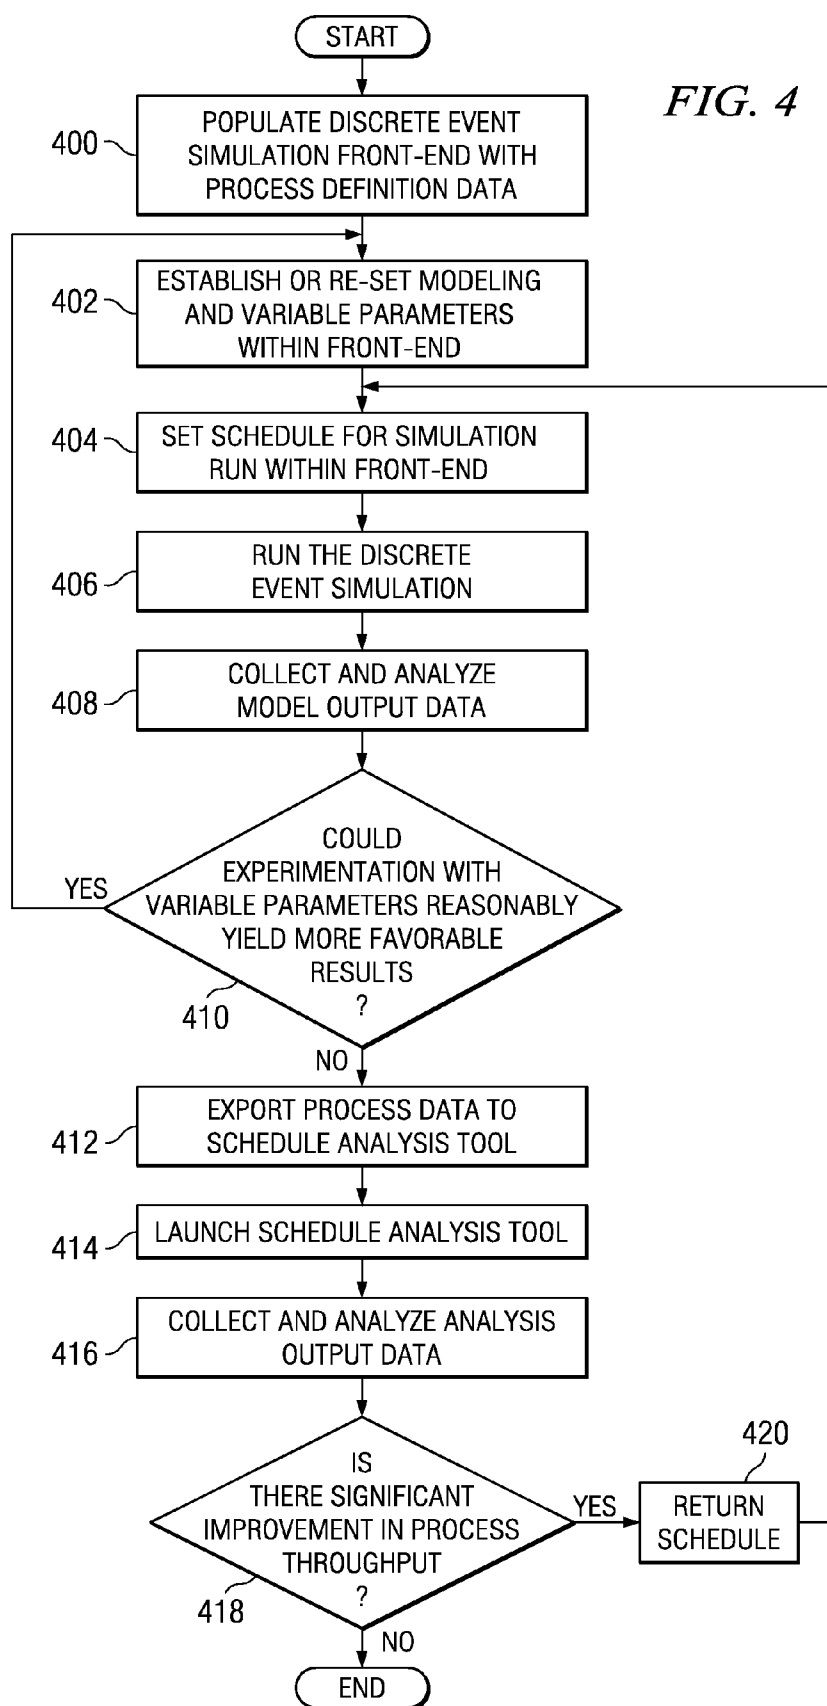 START
FIG. 4
400
POPULATE DISCRETE EVENT
SIMULATION FRONT-END WITH
PROCESS DEFINITION DATA
402
ESTABLISH OR RE-SET MODELING
AND VARIABLE PARAMETERS
WITHIN FRONT-END
404
SET SCHEDULE FOR SIMULATION
RUN WITHIN FRONT-END
406
RUN THE DISCRETE
EVENT SIMULATION
408
COLLECT AND ANALYZE
MODEL OUTPUT DATA
YES
COULD
EXPERIMENTATION WITH
VARIABLE PARAMETERS REASONABLY
YIELD MORE FAVORABLE
RESULTS
?
410
NO
412
EXPORT PROCESS DATA TO
SCHEDULE ANALYSIS TOOL
414
LAUNCH SCHEDULE ANALYSIS TOOL
416
COLLECT AND ANALYZE ANALYSIS
OUTPUT DATA
IS
THERE SIGNIFICANT
IMPROVEMENT IN PROCESS
THROUGHPUT
?
418
YES
420
RETURN
SCHEDULE
NO
END